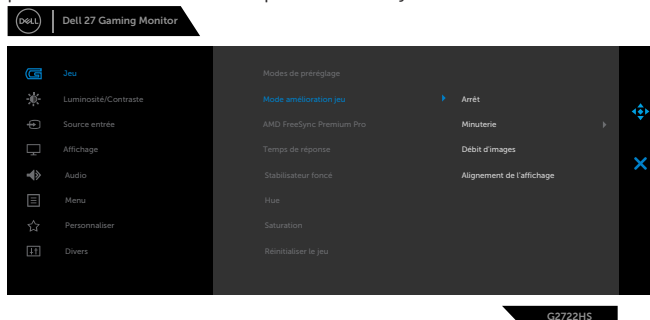 DELL
Dell 27 Gaming Monitor
Jeu
Modes de préréglage
Luminosité/Contraste
Mode amélioration jeu
Arrêt
Source entrée
AMD FreeSync Premium Pro
Minuterie
Affichage
Temps de réponse
Débit d'images
Audio
Stabilisateur foncé
Alignement de l'affichage
Menu
Hue
Personnaliser
Saturation
Divers
Réinitialiser le jeu
G2722HS